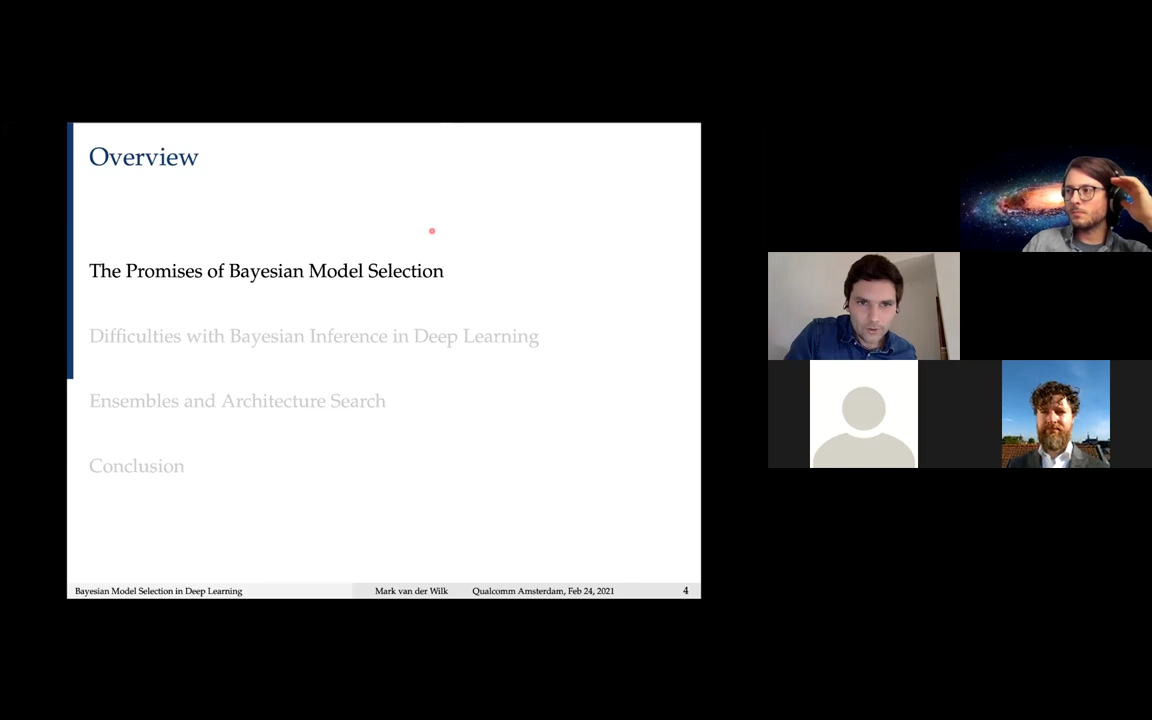 Overview
The Promises of Bayesian Model Selection
Difficulties with Bayesian Inference in Deep Learning
Ensembles and Architecture Search
Conclusion
Bayesian Model Selection in Deep Learning Mark van der Wilk Qualcomm Amsterdam, Feb 24, 2021 4